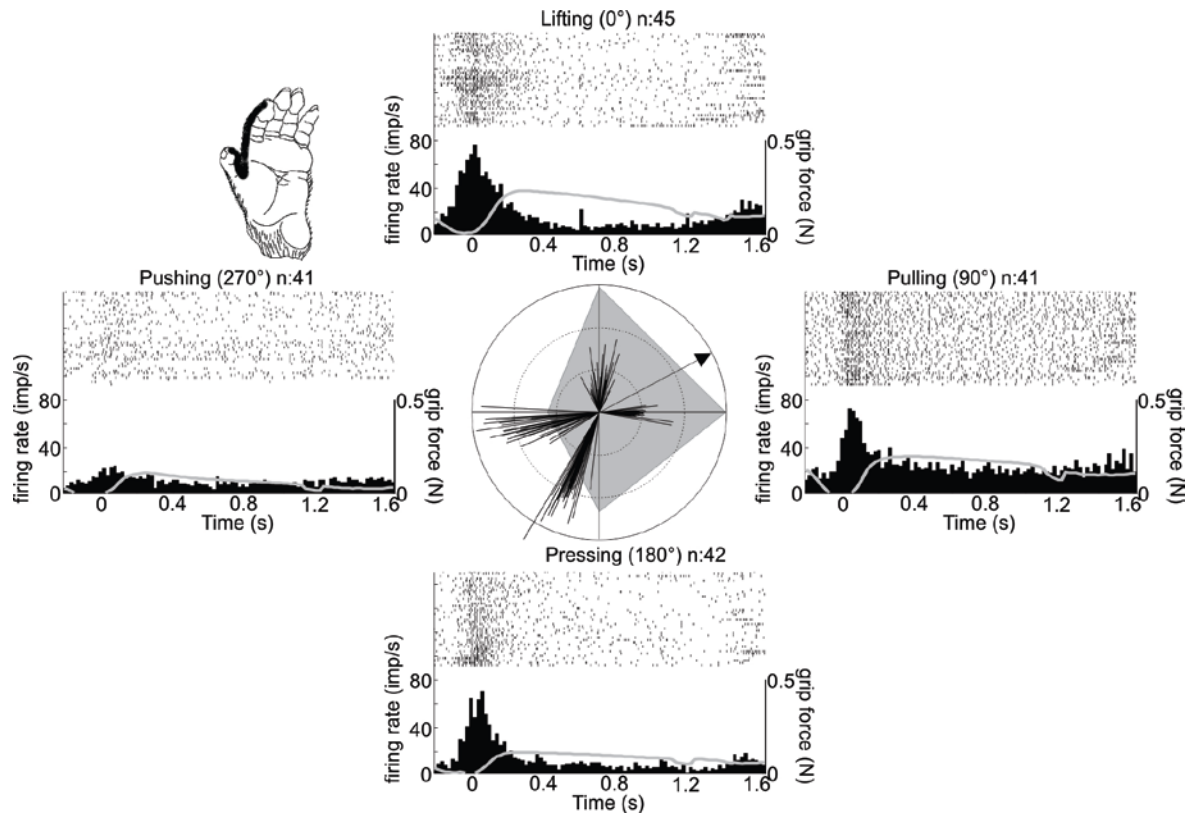 Lifting (0°) n:45
firing rate (imp/s)
80
40
0
0.5
0
grip force (N)
0 0.4 0.8 1.2 1.6
Time (s)
Pushing (270°) n:41
firing rate (imp/s)
80
40
0
0.5
0
grip force (N)
0 0.4 0.8 1.2 1.6
Time (s)
Pulling (90°) n:41
firing rate (imp/s)
80
40
0
0.5
0
grip force (N)
0 0.4 0.8 1.2 1.6
Time (s)
Pressing (180°) n:42
firing rate (imp/s)
80
40
0
0.5
0
grip force (N)
0 0.4 0.8 1.2 1.6
Time (s)